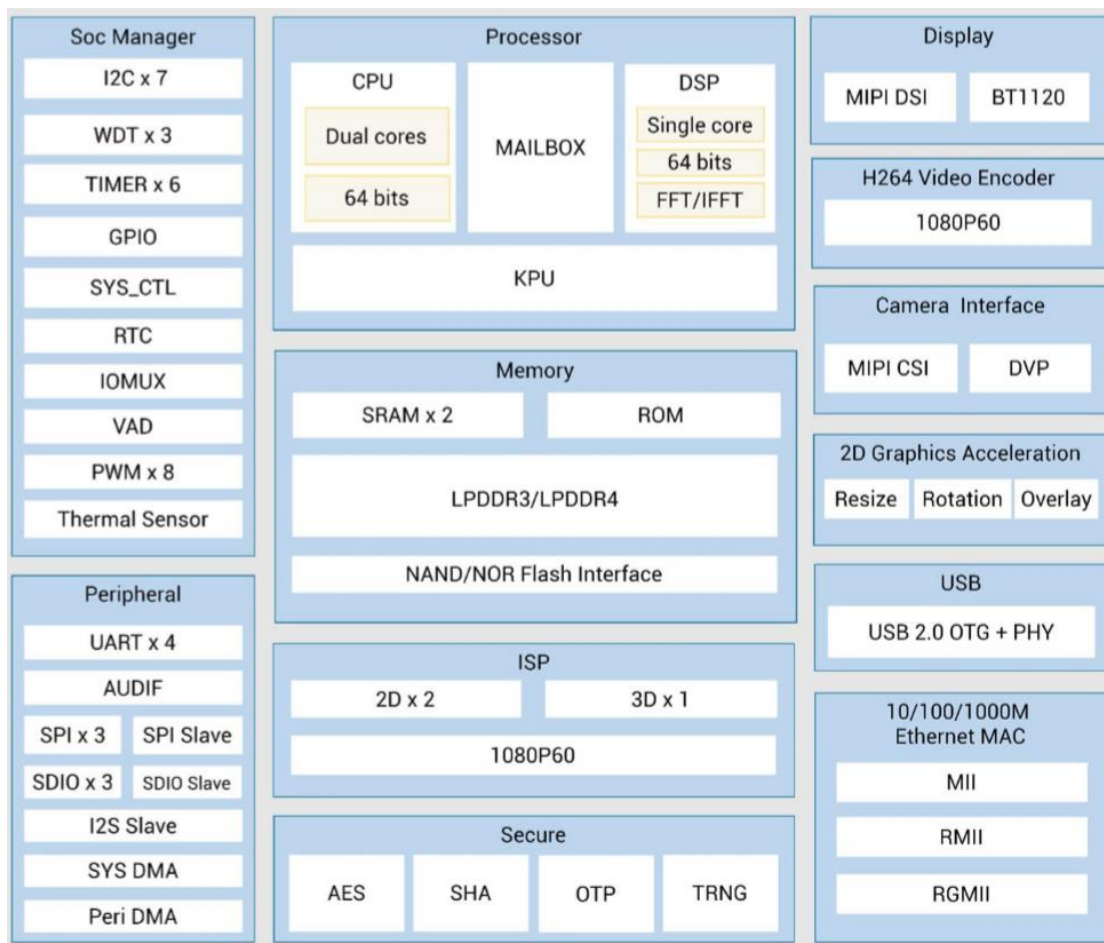 Soc Manager
I2C x 7
WDT x 3
TIMER x 6
GPIO
SYS_CTL
RTC
IOMUX
VAD
PWM x 8
Thermal Sensor
Peripheral
UART x 4
AUDIF
SPI x 3
SPI Slave
SDIO x 3
SDIO Slave
I2S Slave
SYS DMA
Peri DMA
Processor
CPU
Dual cores
64 bits
MAILBOX
DSP
Single core
64 bits
FFT/IFFT
KPU
Memory
SRAM x 2
ROM
LPDDR3/LPDDR4
NAND/NOR Flash Interface
ISP
2D x 2
3D x 1
1080P60
Secure
AES
SHA
OTP
TRNG
Display
MIPI DSI
BT1120
H264 Video Encoder
1080P60
Camera Interface
MIPI CSI
DVP
2D Graphics Acceleration
Resize
Rotation
Overlay
USB
USB 2.0 OTG + PHY
10/100/1000M
Ethernet MAC
MII
RMII
RGMII